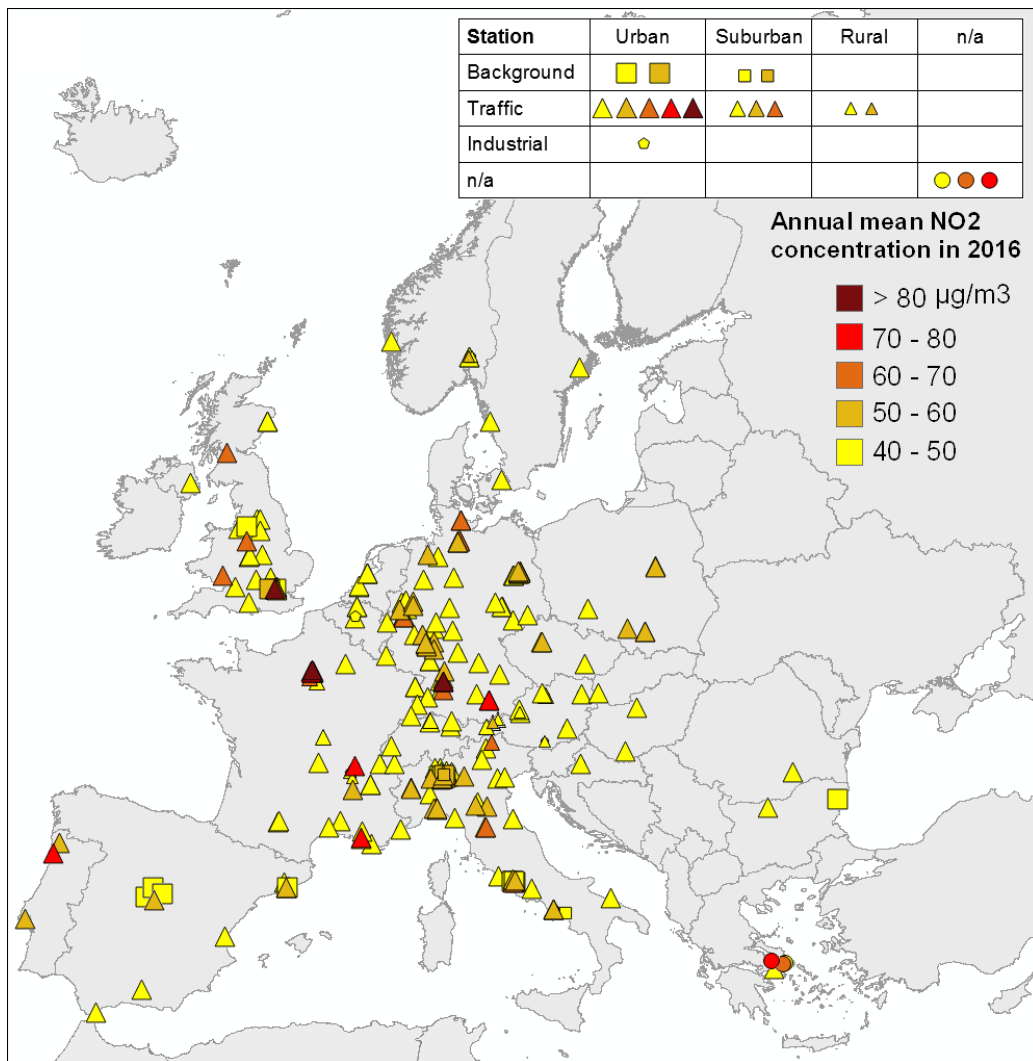 Station Urban Suburban Rural n/a
Background
Traffic
Industrial
n/a
Annual mean NO2
concentration in 2016
> 80 µg/m3
70 - 80
60 - 70
50 - 60
40 - 50